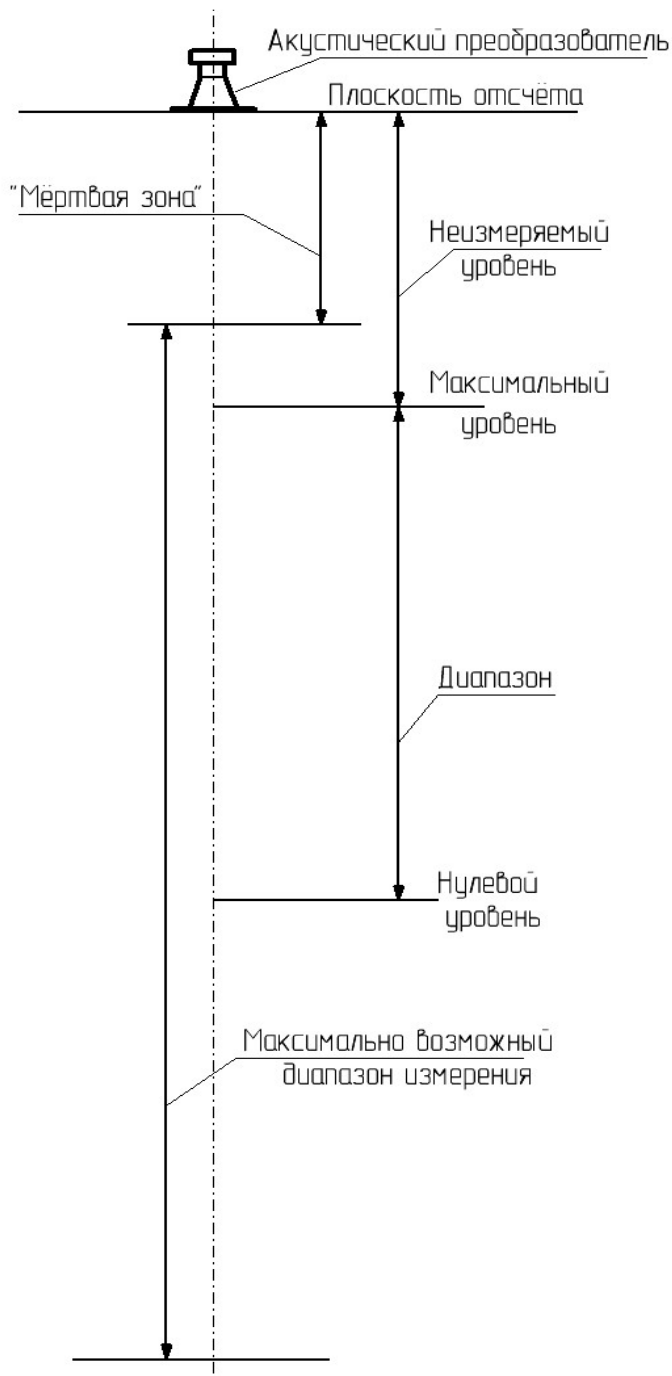 Акустический преобразователь
Плоскость отсчёта
"Мёртвая зона"
Неизмеряемый
уровень
Максимальный
уровень
Диапазон
Нулевой
уровень
Максимально возможный
диапазон измерения